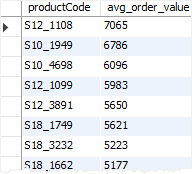 productCode avg_order_value
S12_1108 7065
S10_1949 6786
S10_4698 6096
S12_1099 5983
S12_3891 5650
S18_1749 5621
S18_3232 5223
S18_1662 5177